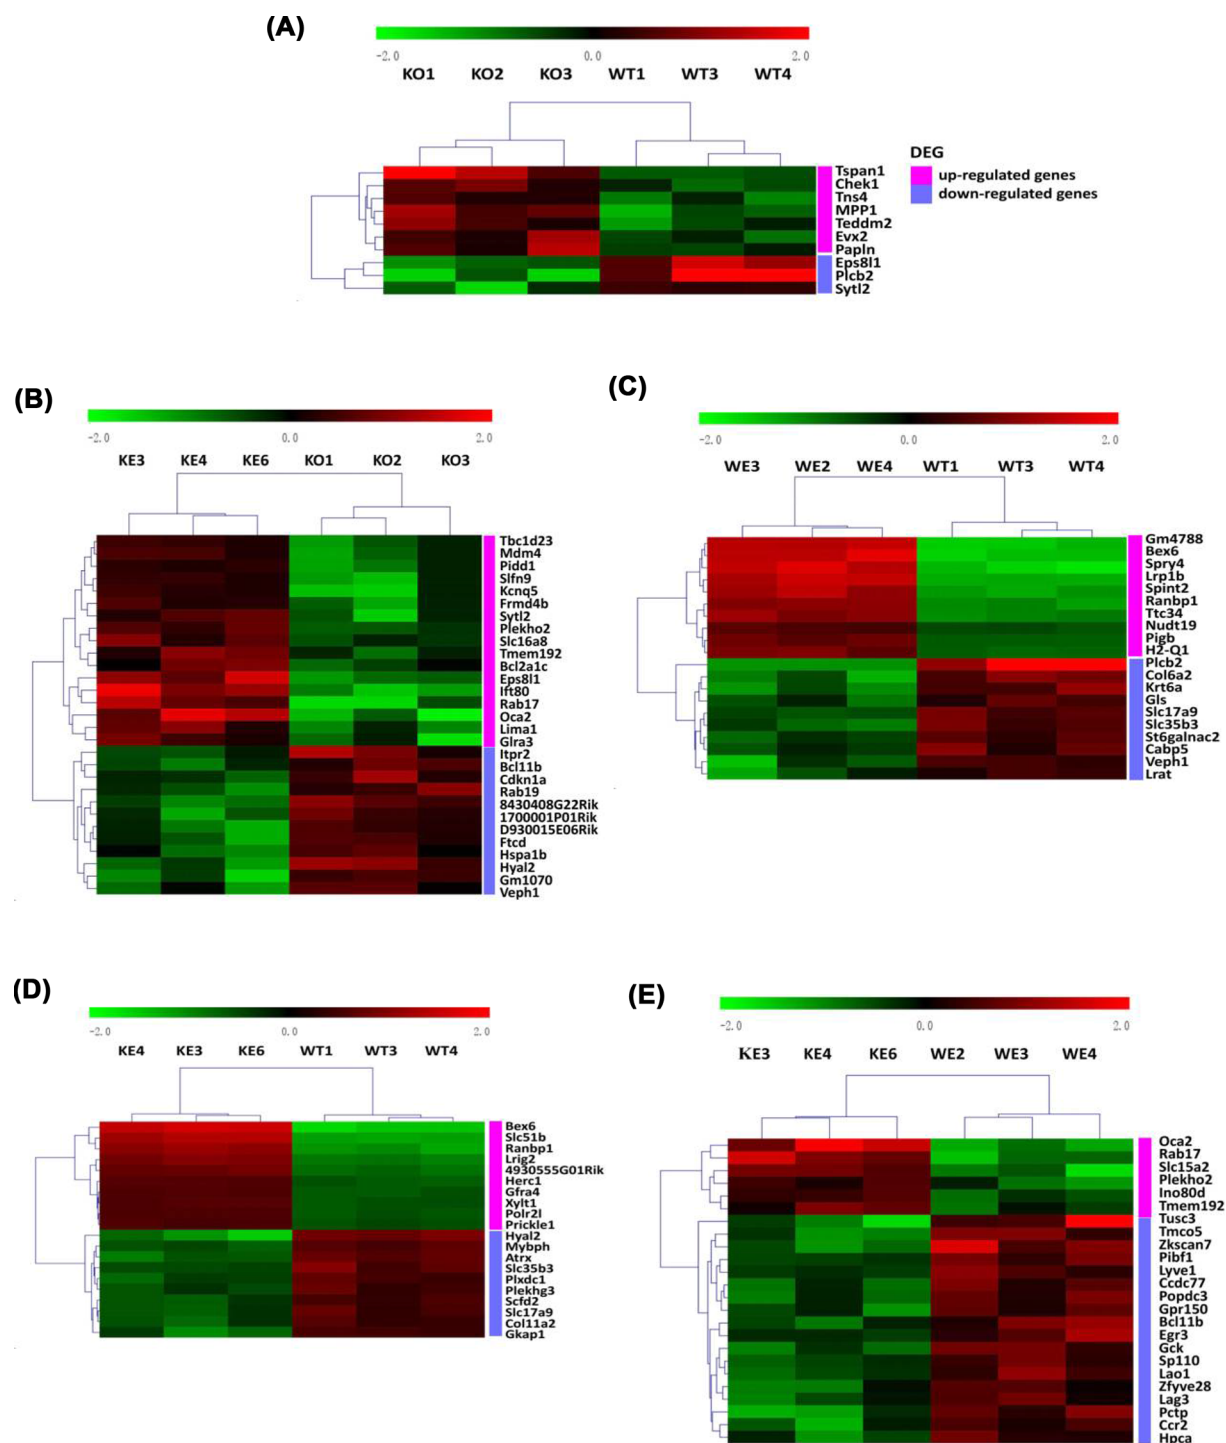 (A)
-2.0 0.0 2.0
KO1 KO2 KO3 WT1 WT3 WT4
Tspan1
Chek1
Tns4
MPP1
Teddm2
Evx2
Papln
Eps8l1
Plcb2
Sytl2
DEG
up-regulated genes
down-regulated genes
(B)
-2.0 0.0 2.0
KE3 KE4 KE6 KO1 KO2 KO3
Tbc1d23
Mdm4
Pidd1
Slfn9
Kcnq5
Frmd4b
Sytl2
Plekho2
Slc16a8
Tmem192
Bcl2a1c
Eps8l1
Ift80
Rab17
Oca2
Lima1
Glra3
Itpr2
Bcl11b
Cdkn1a
Rab19
8430408G22Rik
1700001P01Rik
D930015E06Rik
Ftcd
Hspa1b
Hyal2
Gm1070
Veph1
(C)
-2.0 0.0 2.0
WE3 WE2 WE4 WT1 WT3 WT4
Gm4788
Bex6
Spry4
Lrp1b
Spint2
Ranbp1
Ttc34
Nudt19
Pigb
H2-Q1
Plcb2
Col6a2
Krt6a
Gls
Slc17a9
Slc35b3
St6galnac2
Cabp5
Veph1
Lrat
(D)
-2.0 0.0 2.0
KE4 KE3 KE6 WT1 WT3 WT4
Bex6
Slc51b
Ranbp1
Lrig2
4930555G01Rik
Herc1
Gfra4
Xylt1
Polr2l
Prickle1
Hyal2
Mybph
Atrx
Slc35b3
Plxdc1
Plekhg3
Scfd2
Slc17a9
Col11a2
Gkap1
(E)
-2.0 0.0 2.0
KE3 KE4 KE6 WE2 WE3 WE4
Oca2
Rab17
Slc15a2
Plekho2
Ino80d
Tmem192
Tusc3
Tmco5
Zkscan7
Pibf1
Lyve1
Ccdc77
Popdc3
Gpr150
Bcl11b
Egr3
Gck
Sp110
Lao1
Zfyve28
Lag3
Pctp
Ccr2
Hpca